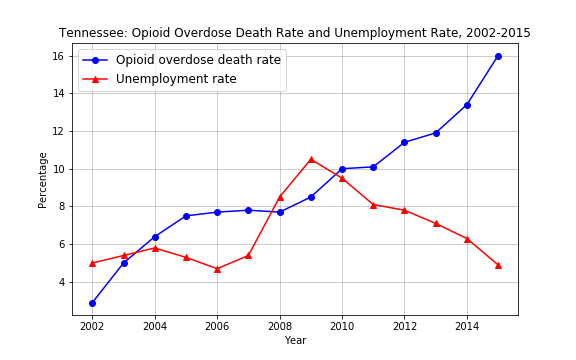 Tennessee: Opioid Overdose Death Rate and Unemployment Rate, 2002-2015
Opioid overdose death rate
Unemployment rate
Percentage
16
14
12
10
8
6
4
2002 2004 2006 2008 2010 2012 2014
Year